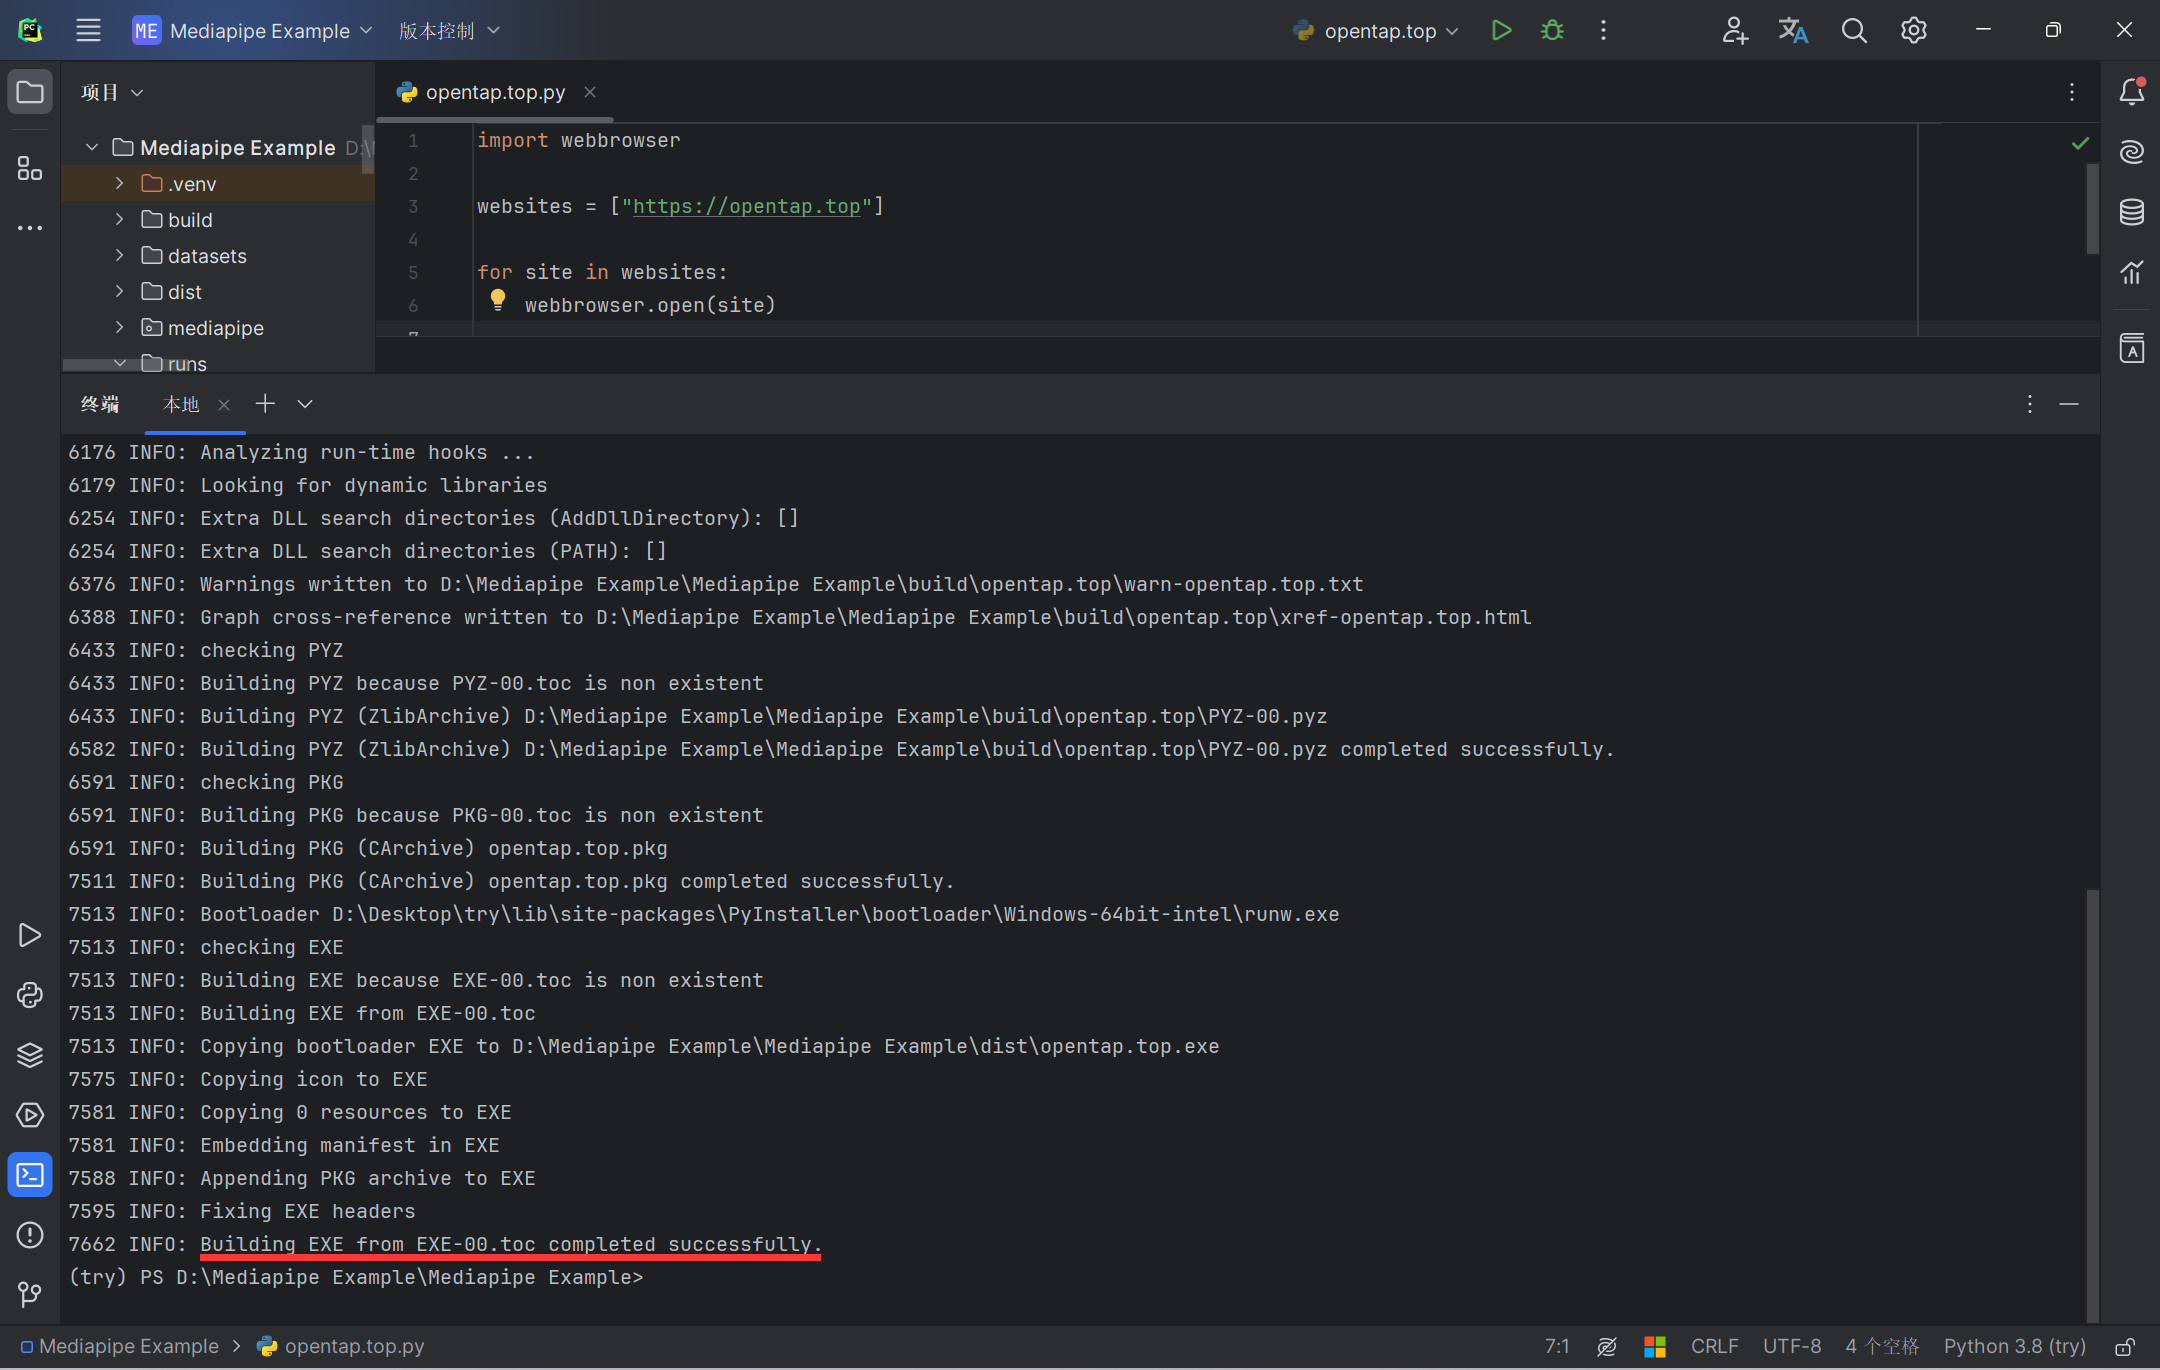 ME Mediapipe Example 版本控制 opentap.top
项目
opentap.top.py
Mediapipe Example D:\
.venv
build
datasets
dist
mediapipe
runs
1 import webbrowser
2
3 websites = ["https://opentap.top"]
4
5 for site in websites:
6 webbrowser.open(site)
7
终端 本地
6176 INFO: Analyzing run-time hooks ...
6179 INFO: Looking for dynamic libraries
6254 INFO: Extra DLL search directories (AddDllDirectory): []
6254 INFO: Extra DLL search directories (PATH): []
6376 INFO: Warnings written to D:\Mediapipe Example\Mediapipe Example\build\opentap.top\warn-opentap.top.txt
6388 INFO: Graph cross-reference written to D:\Mediapipe Example\Mediapipe Example\build\opentap.top\xref-opentap.top.html
6433 INFO: checking PYZ
6433 INFO: Building PYZ because PYZ-00.toc is non existent
6433 INFO: Building PYZ (ZlibArchive) D:\Mediapipe Example\Mediapipe Example\build\opentap.top\PYZ-00.pyz
6582 INFO: Building PYZ (ZlibArchive) D:\Mediapipe Example\Mediapipe Example\build\opentap.top\PYZ-00.pyz completed successfully.
6591 INFO: checking PKG
6591 INFO: Building PKG because PKG-00.toc is non existent
6591 INFO: Building PKG (CArchive) opentap.top.pkg
7511 INFO: Building PKG (CArchive) opentap.top.pkg completed successfully.
7513 INFO: Bootloader D:\Desktop\try\lib\site-packages\PyInstaller\bootloader\Windows-64bit-intel\runw.exe
7513 INFO: checking EXE
7513 INFO: Building EXE because EXE-00.toc is non existent
7513 INFO: Building EXE from EXE-00.toc
7513 INFO: Copying bootloader EXE to D:\Mediapipe Example\Mediapipe Example\dist\opentap.top.exe
7575 INFO: Copying icon to EXE
7581 INFO: Copying 0 resources to EXE
7581 INFO: Embedding manifest in EXE
7588 INFO: Appending PKG archive to EXE
7595 INFO: Fixing EXE headers
7662 INFO: Building EXE from EXE-00.toc completed successfully.
(try) PS D:\Mediapipe Example\Mediapipe Example>
Mediapipe Example > opentap.top.py 7:1 CRLF UTF-8 4 个空格 Python 3.8 (try)